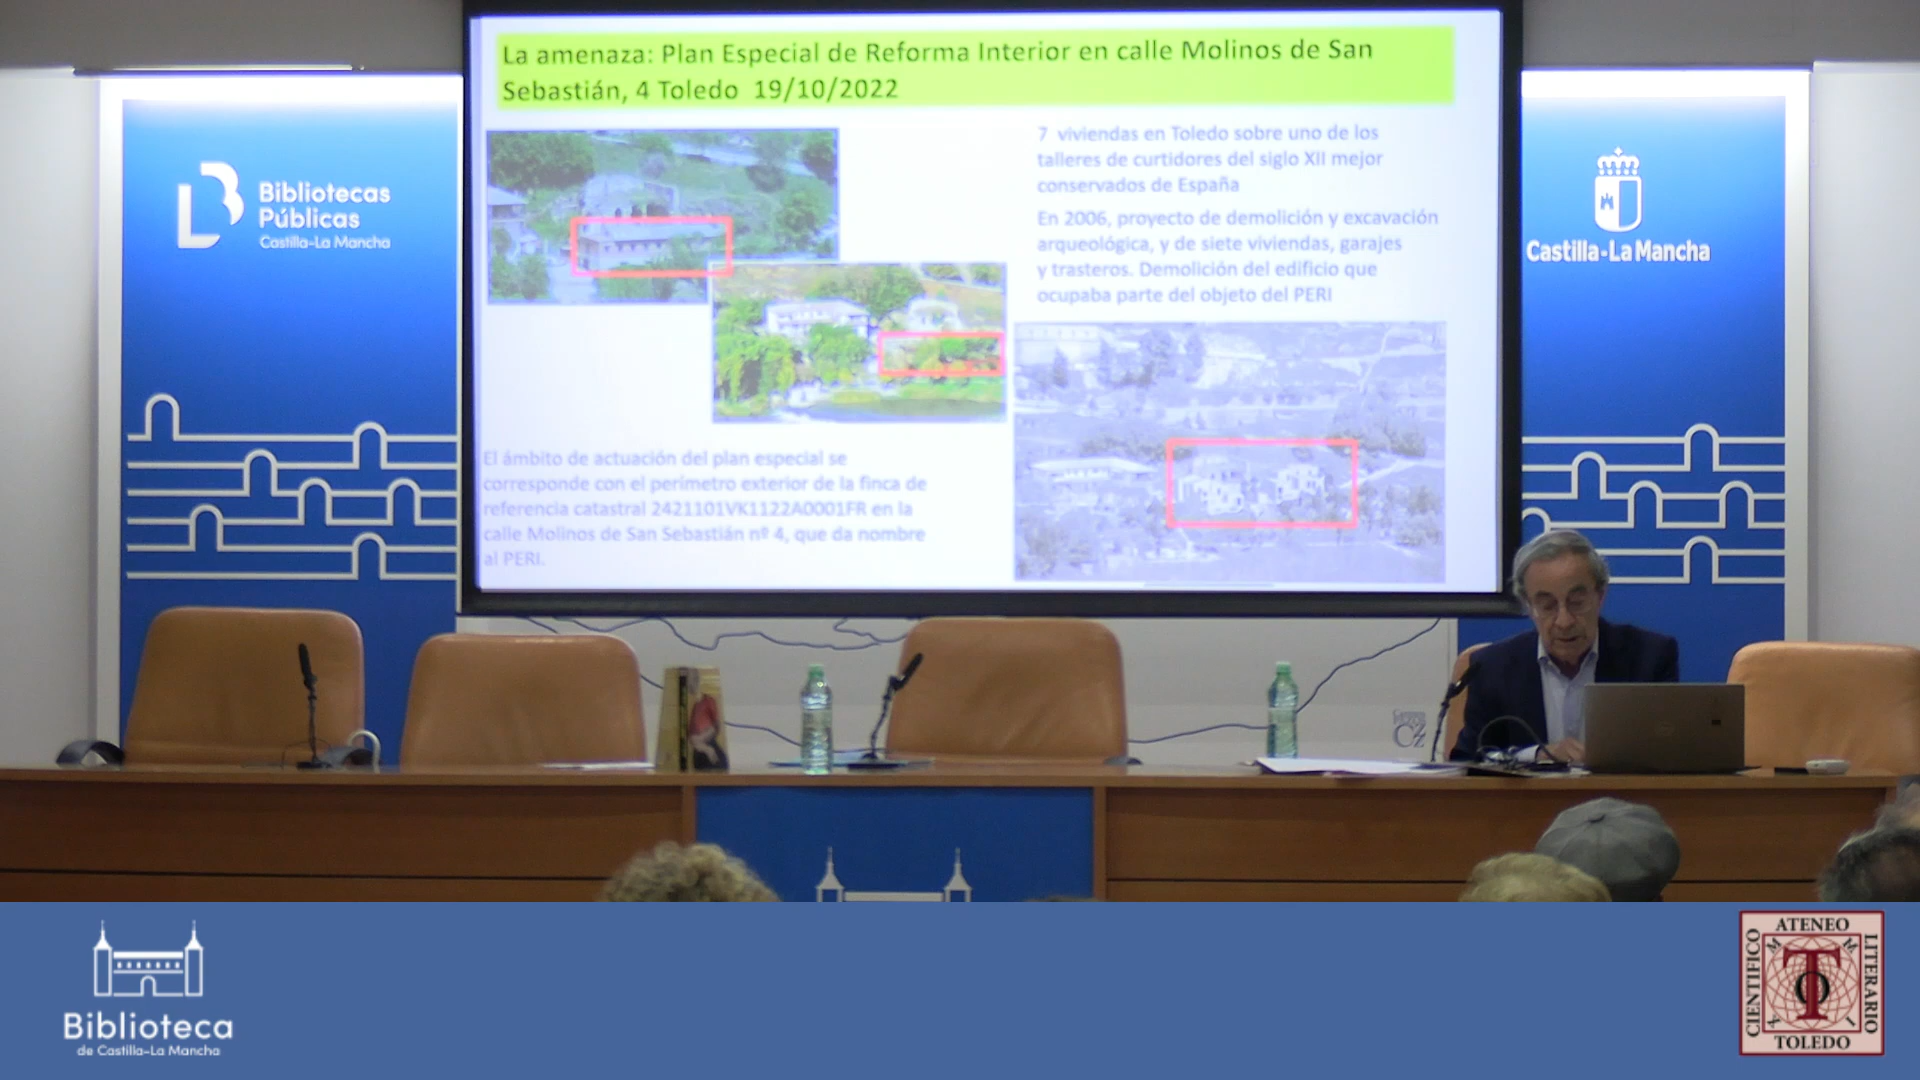 La amenaza: Plan Especial de Reforma Interior en calle Molinos de San
Sebastián, 4 Toledo 19/10/2022
7 viviendas en Toledo sobre uno de los
talleres de curtidores del siglo XII mejor
conservados de España
En 2006, proyecto de demolición y excavación
arqueológica, y de siete viviendas, garajes
y trasteros. Demolición del edificio que
ocupaba parte del objeto del PERI
El ámbito de actuación del plan especial se
corresponde con el perímetro exterior de la finca de
referencia catastral 2421101VK1122A0001FR en la
calle Molinos de San Sebastián nº 4, que da nombre
al PERI.
Bibliotecas
Públicas
Castilla-La Mancha
Castilla-La Mancha
Biblioteca
de Castilla-La Mancha
CIENTÍFICO
ATENEO
LITERARIO
TOLEDO